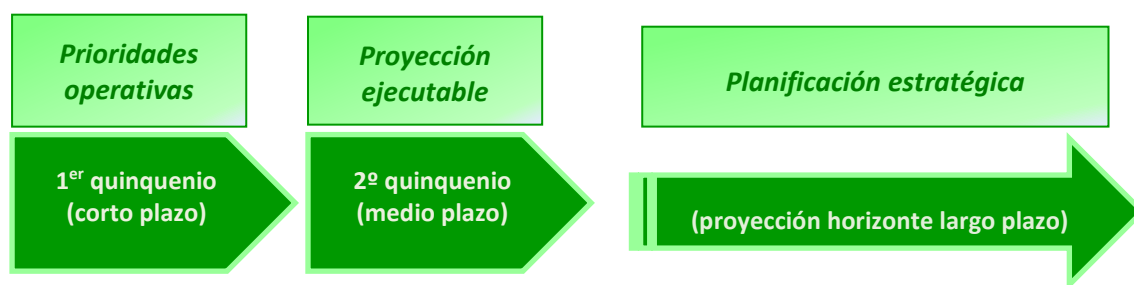 Prioridades
operativas
Proyección
ejecutable
Planificación estratégica
1er quinquenio
(corto plazo)
2º quinquenio
(medio plazo)
(proyección horizonte largo plazo)